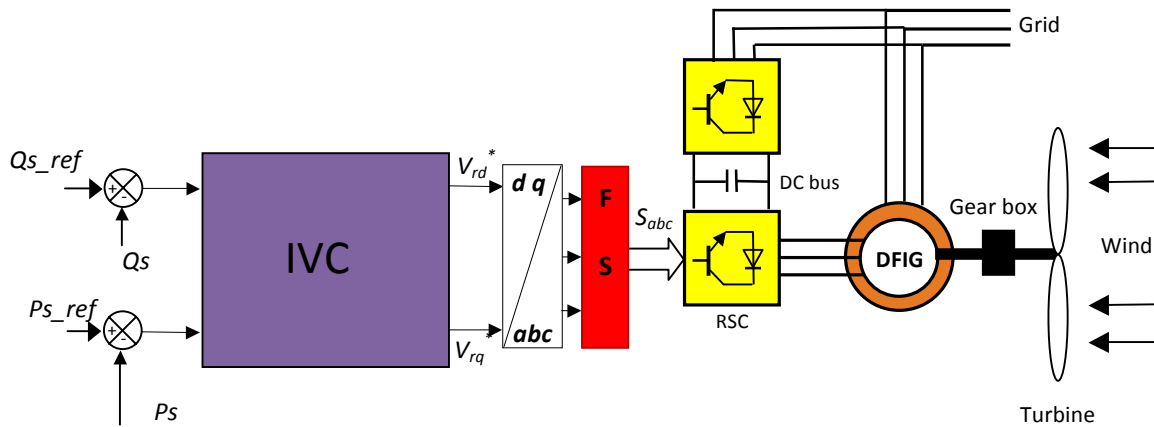 Grid
Qs_ref
+
-
Qs
Ps_ref
+
-
Ps
IVC
Vrd*
Vrq*
d q
abc
F
S
Sabc
DC bus
RSC
DFIG
Gear box
Wind
Turbine